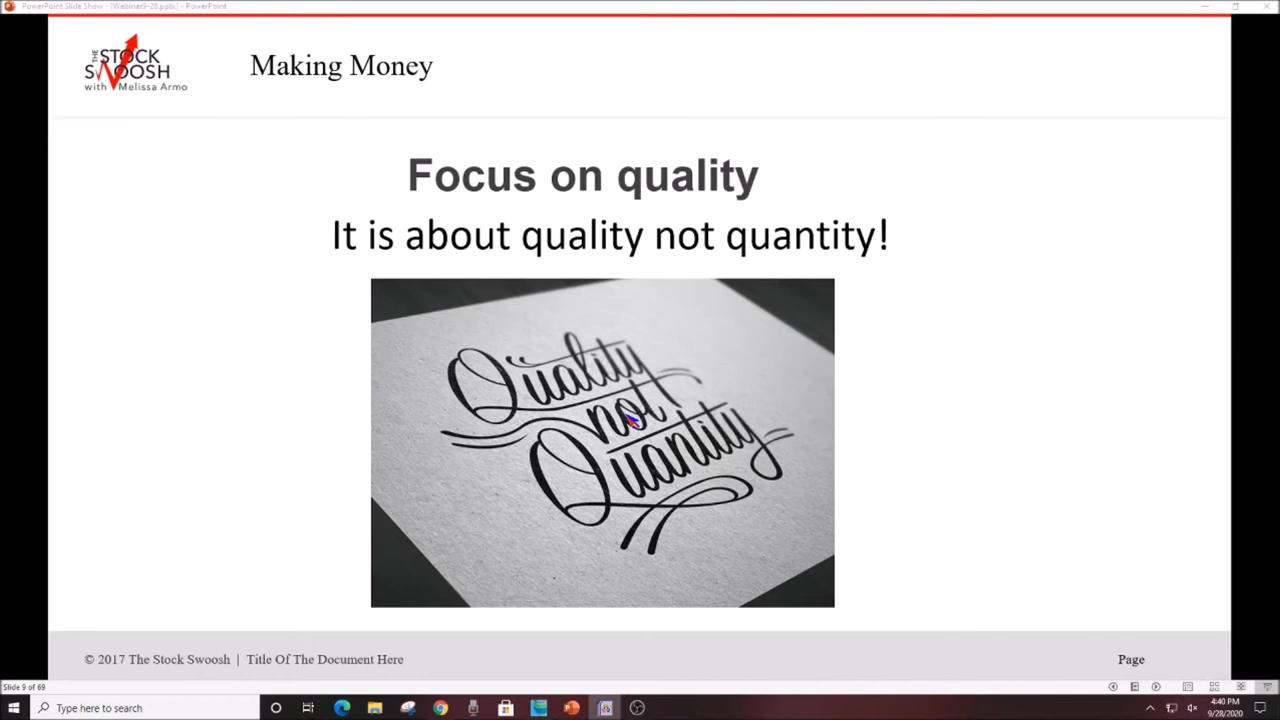 PowerPoint Slide Show - [Webinar9-28.pptx] - PowerPoint
THE STOCK
SWOOSH
with Melissa Armo
Making Money
Focus on quality
It is about quality not quantity!
Quality
not
Quantity
© 2017 The Stock Swoosh | Title Of The Document Here
Page
Slide 9 of 69
Type here to search
4:40 PM
9/28/2020